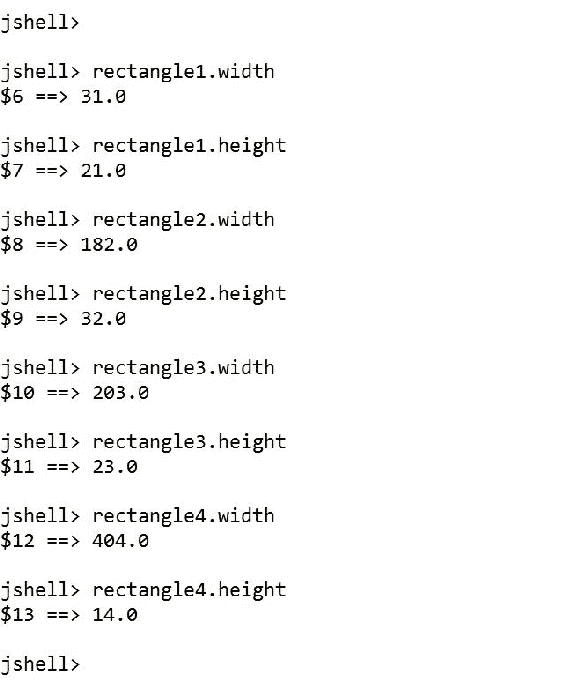 jshell>
jshell> rectangle1.width
$6 ==> 31.0
jshell> rectangle1.height
$7 ==> 21.0
jshell> rectangle2.width
$8 ==> 182.0
jshell> rectangle2.height
$9 ==> 32.0
jshell> rectangle3.width
$10 ==> 203.0
jshell> rectangle3.height
$11 ==> 23.0
jshell> rectangle4.width
$12 ==> 404.0
jshell> rectangle4.height
$13 ==> 14.0
jshell>